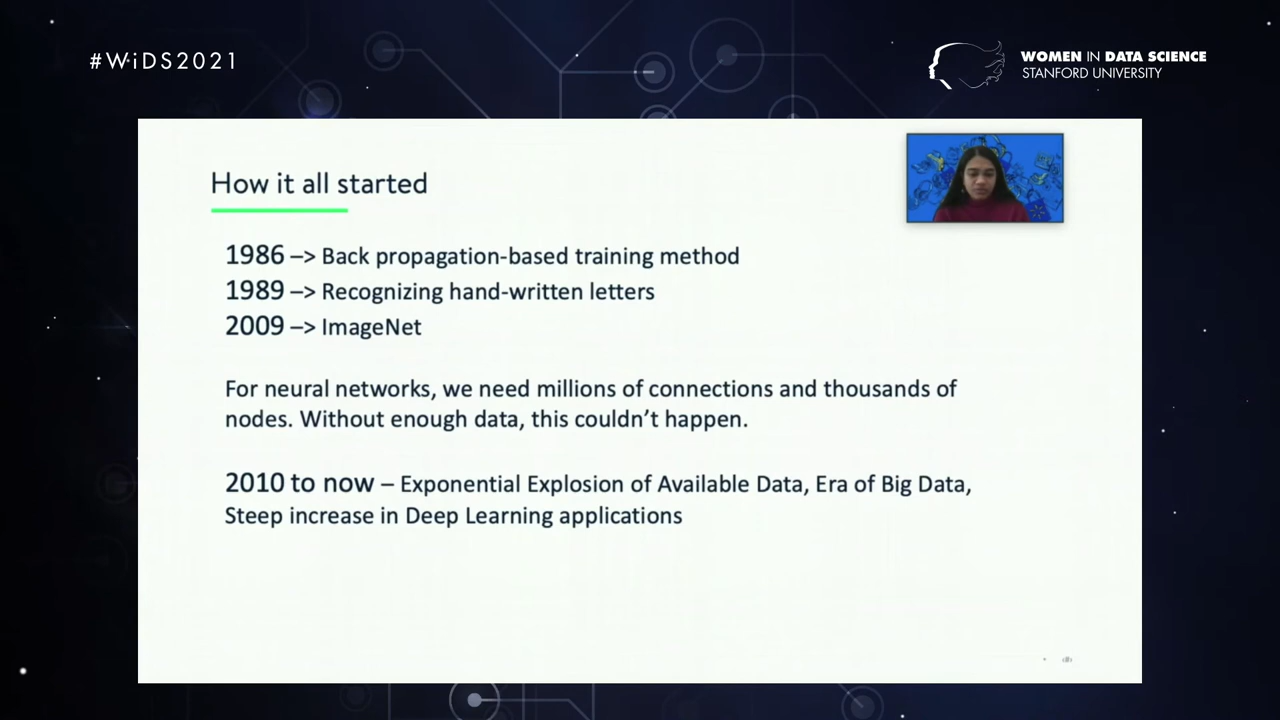 #WiDS2021
WOMEN IN DATA SCIENCE
STANFORD UNIVERSITY
How it all started
1986 –> Back propagation-based training method
1989 –> Recognizing hand-written letters
2009 –> ImageNet
For neural networks, we need millions of connections and thousands of
nodes. Without enough data, this couldn't happen.
2010 to now – Exponential Explosion of Available Data, Era of Big Data,
Steep increase in Deep Learning applications